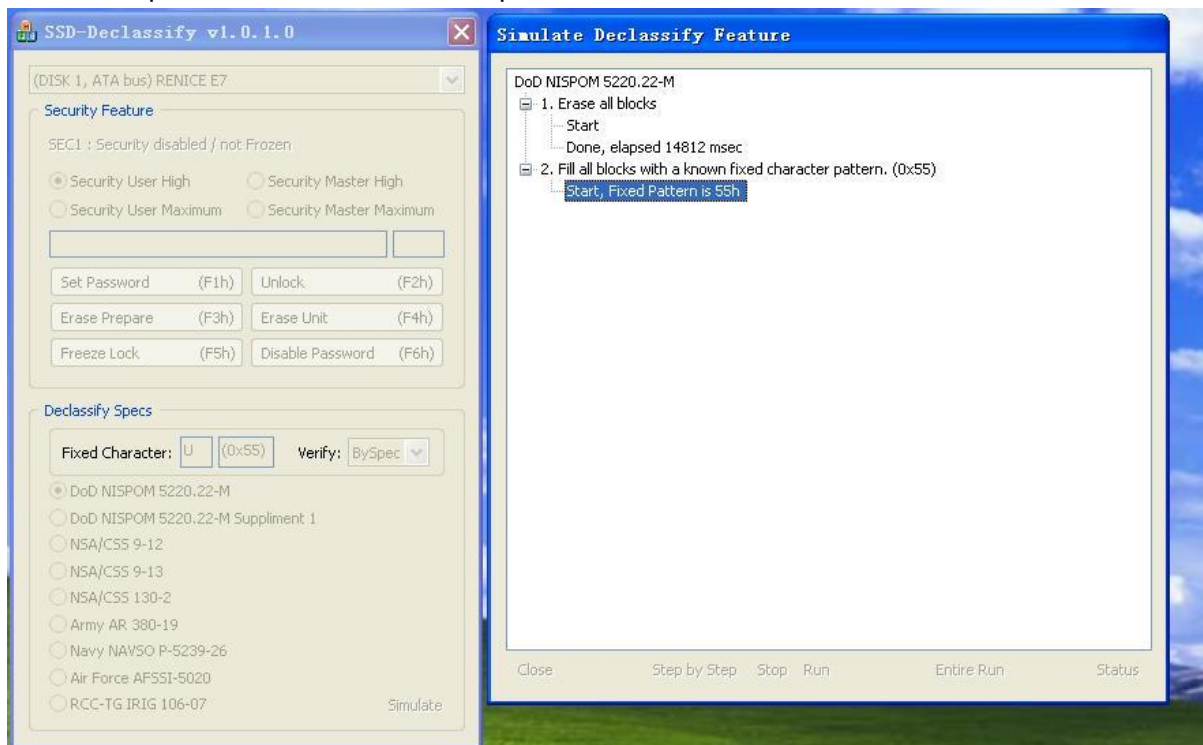 SSD-Declassify v1.0.1.0
(DISK 1, ATA bus) RENICE E7
Security Feature
SEC1 : Security disabled / not Frozen
Security User High
Security Master High
Security User Maximum
Security Master Maximum
Set Password (F1h)
Unlock (F2h)
Erase Prepare (F3h)
Erase Unit (F4h)
Freeze Lock (F5h)
Disable Password (F6h)
Declassify Specs
Fixed Character: U (0x55) Verify: BySpec
DoD NISPOM 5220.22-M
DoD NISPOM 5220.22-M Suppliment 1
NSA/CSS 9-12
NSA/CSS 9-13
NSA/CSS 130-2
Army AR 380-19
Navy NAVSO P-5239-26
Air Force AFSSI-5020
RCC-TG IRIG 106-07
Simulate
Simulate Declassify Feature
DoD NISPOM 5220.22-M
1. Erase all blocks
Start
Done, elapsed 14812 msec
2. Fill all blocks with a known fixed character pattern. (0x55)
Start, Fixed Pattern is 55h
Close Step by Step Stop Run Entire Run Status